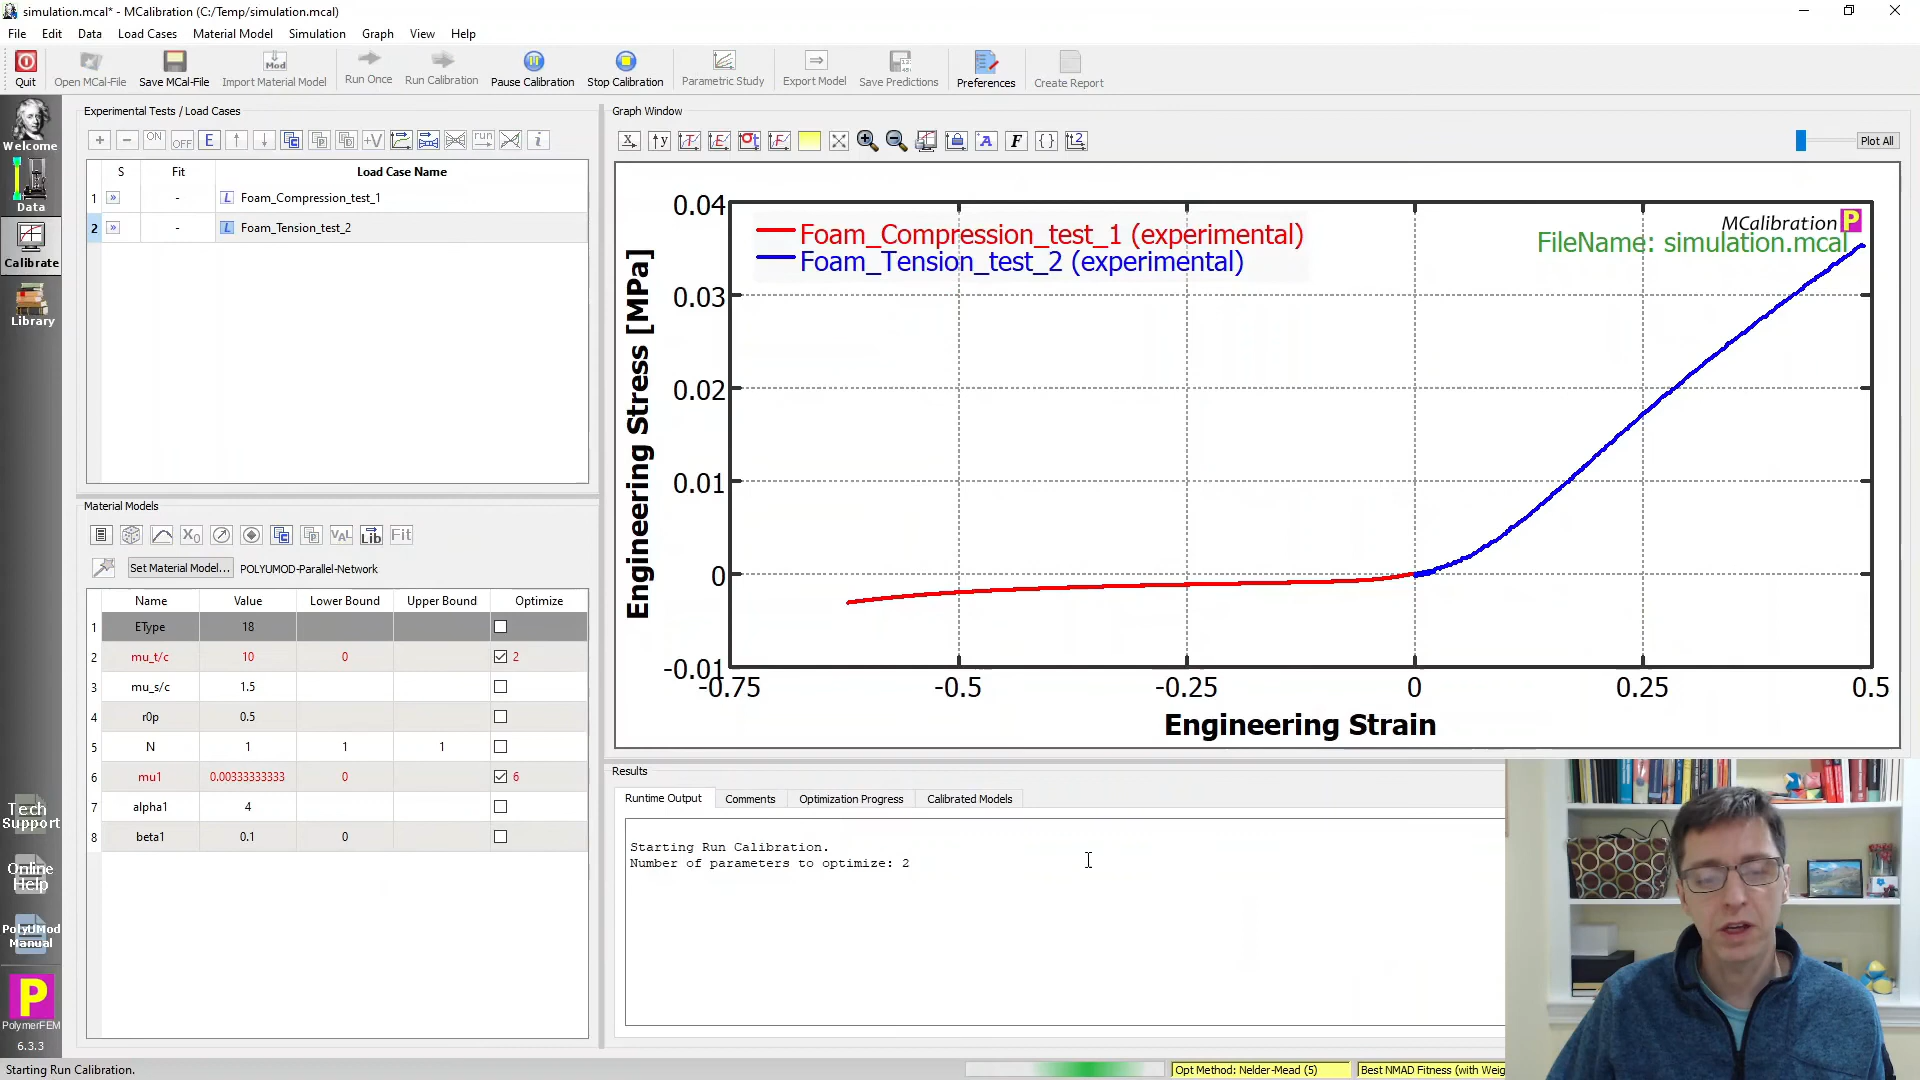 simulation.mcal* - MCalibration (C:/Temp/simulation.mcal)
File Edit Data Load Cases Material Model Simulation Graph View Help
Quit Open MCal-File Save MCal-File Import Material Model Run Once Run Calibration Pause Calibration Stop Calibration Parametric Study Export Model Save Predictions Preferences Create Report
Mod
Welcome
Data
Calibrate
Library
Tech Support
Online Help
PolyUMod Manual
P
PolymerFEM
6.3.3
Experimental Tests / Load Cases
ON OFF E +V run i
S Fit Load Case Name
1 » - L Foam_Compression_test_1
2 » - L Foam_Tension_test_2
Material Models
X0 VAL Lib Fit
Set Material Model... POLYUMOD-Parallel-Network
Name Value Lower Bound Upper Bound Optimize
1 EType 18
2 mu_t/c 10 0 2
3 mu_s/c 1.5
4 r0p 0.5
5 N 1 1 1
6 mu1 0.00333333333 0 6
7 alpha1 4
8 beta1 0.1 0
Graph Window
Plot All
Foam_Compression_test_1 (experimental)
Foam_Tension_test_2 (experimental)
MCalibration P
FileName: simulation.mcal
Engineering Stress [MPa]
0.04
0.03
0.02
0.01
0
-0.01
-0.75 -0.5 -0.25 0 0.25 0.5
Engineering Strain
Results
Runtime Output Comments Optimization Progress Calibrated Models
Starting Run Calibration.
Number of parameters to optimize: 2
Starting Run Calibration.
Opt Method: Nelder-Mead (5)
Best NMAD Fitness (with Weig